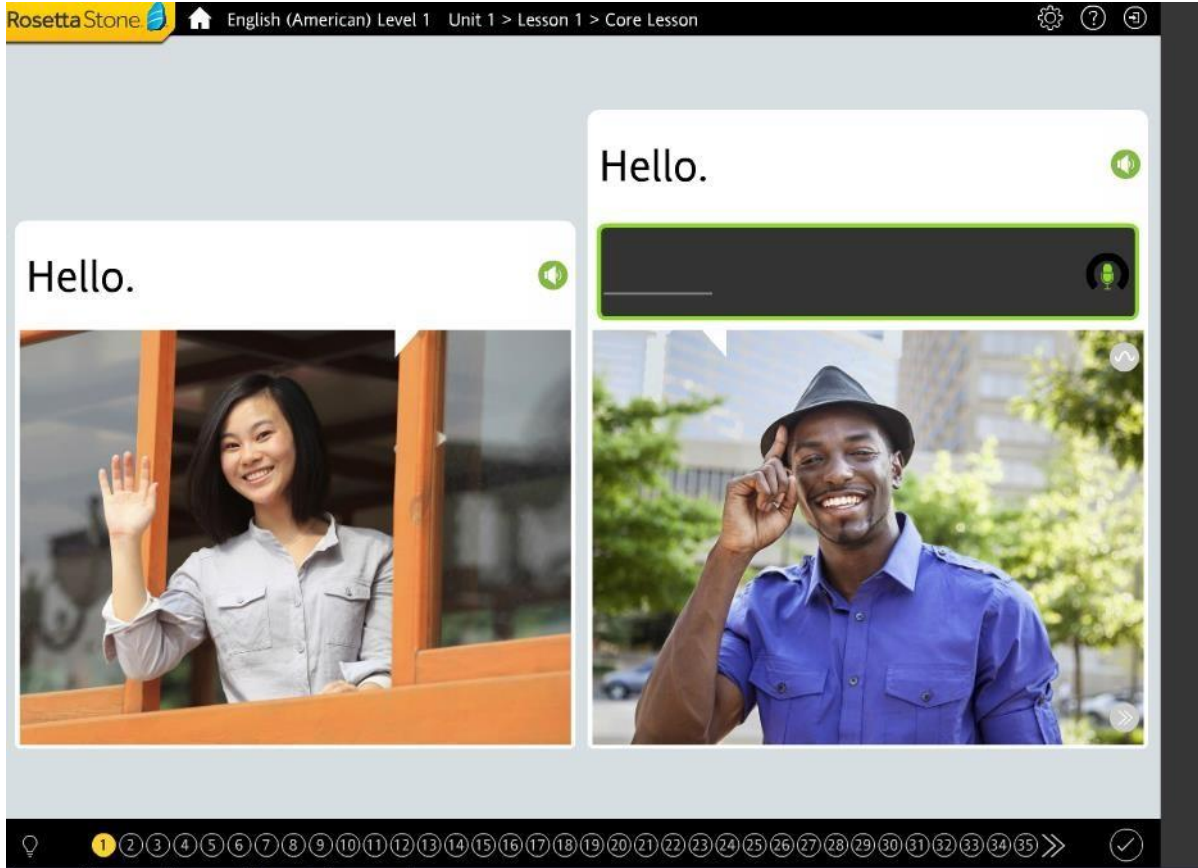 RosettaStone English (American) Level 1 Unit 1 > Lesson 1 > Core Lesson
Hello.
Hello.
1 2 3 4 5 6 7 8 9 10 11 12 13 14 15 16 17 18 19 20 21 22 23 24 25 26 27 28 29 30 31 32 33 34 35